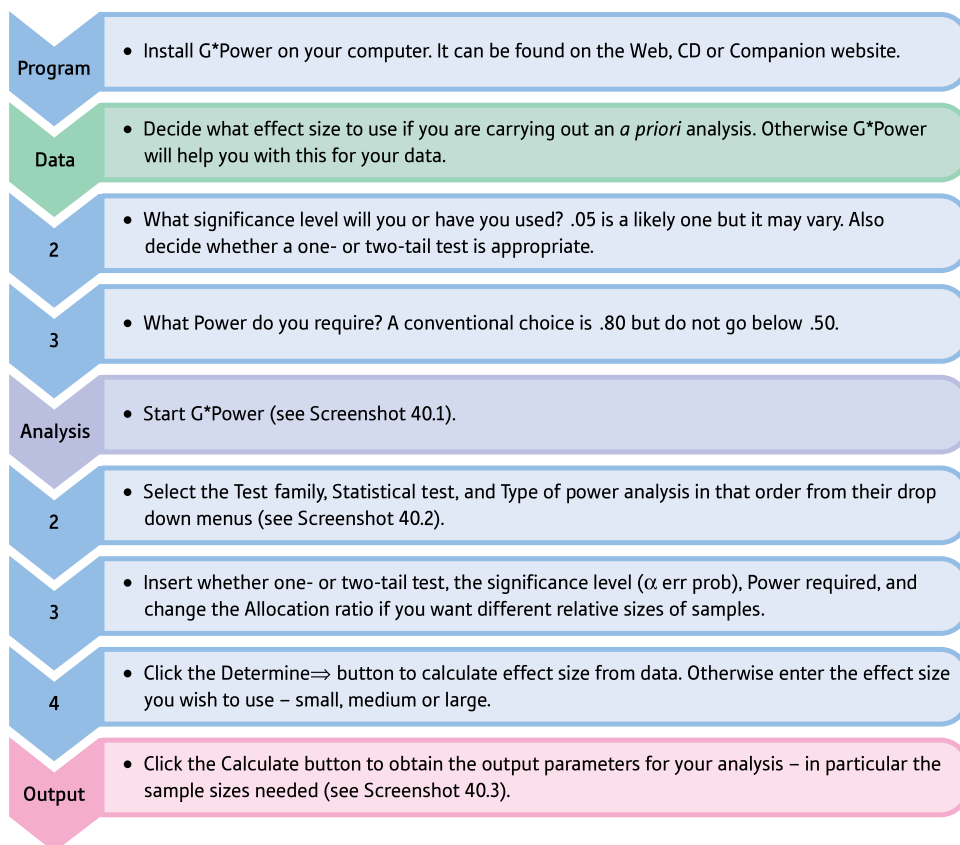 Program
• Install G*Power on your computer. It can be found on the Web, CD or Companion website.
Data
• Decide what effect size to use if you are carrying out an a priori analysis. Otherwise G*Power
will help you with this for your data.
2
• What significance level will you or have you used? .05 is a likely one but it may vary. Also
decide whether a one- or two-tail test is appropriate.
3
• What Power do you require? A conventional choice is .80 but do not go below .50.
Analysis
• Start G*Power (see Screenshot 40.1).
2
• Select the Test family, Statistical test, and Type of power analysis in that order from their drop
down menus (see Screenshot 40.2).
3
• Insert whether one- or two-tail test, the significance level (α err prob), Power required, and
change the Allocation ratio if you want different relative sizes of samples.
4
• Click the Determine⇒ button to calculate effect size from data. Otherwise enter the effect size
you wish to use – small, medium or large.
Output
• Click the Calculate button to obtain the output parameters for your analysis – in particular the
sample sizes needed (see Screenshot 40.3).